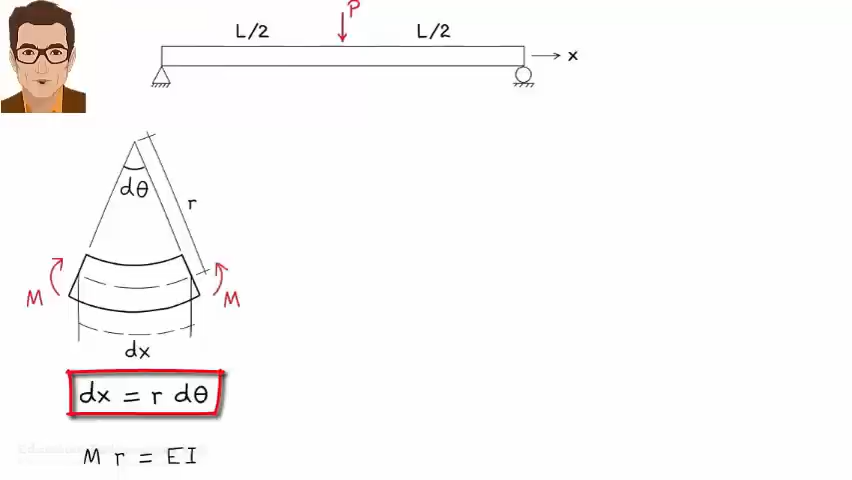 P
L/2 L/2
x
dθ
r
M M
dx
dx = r dθ
M r = EI